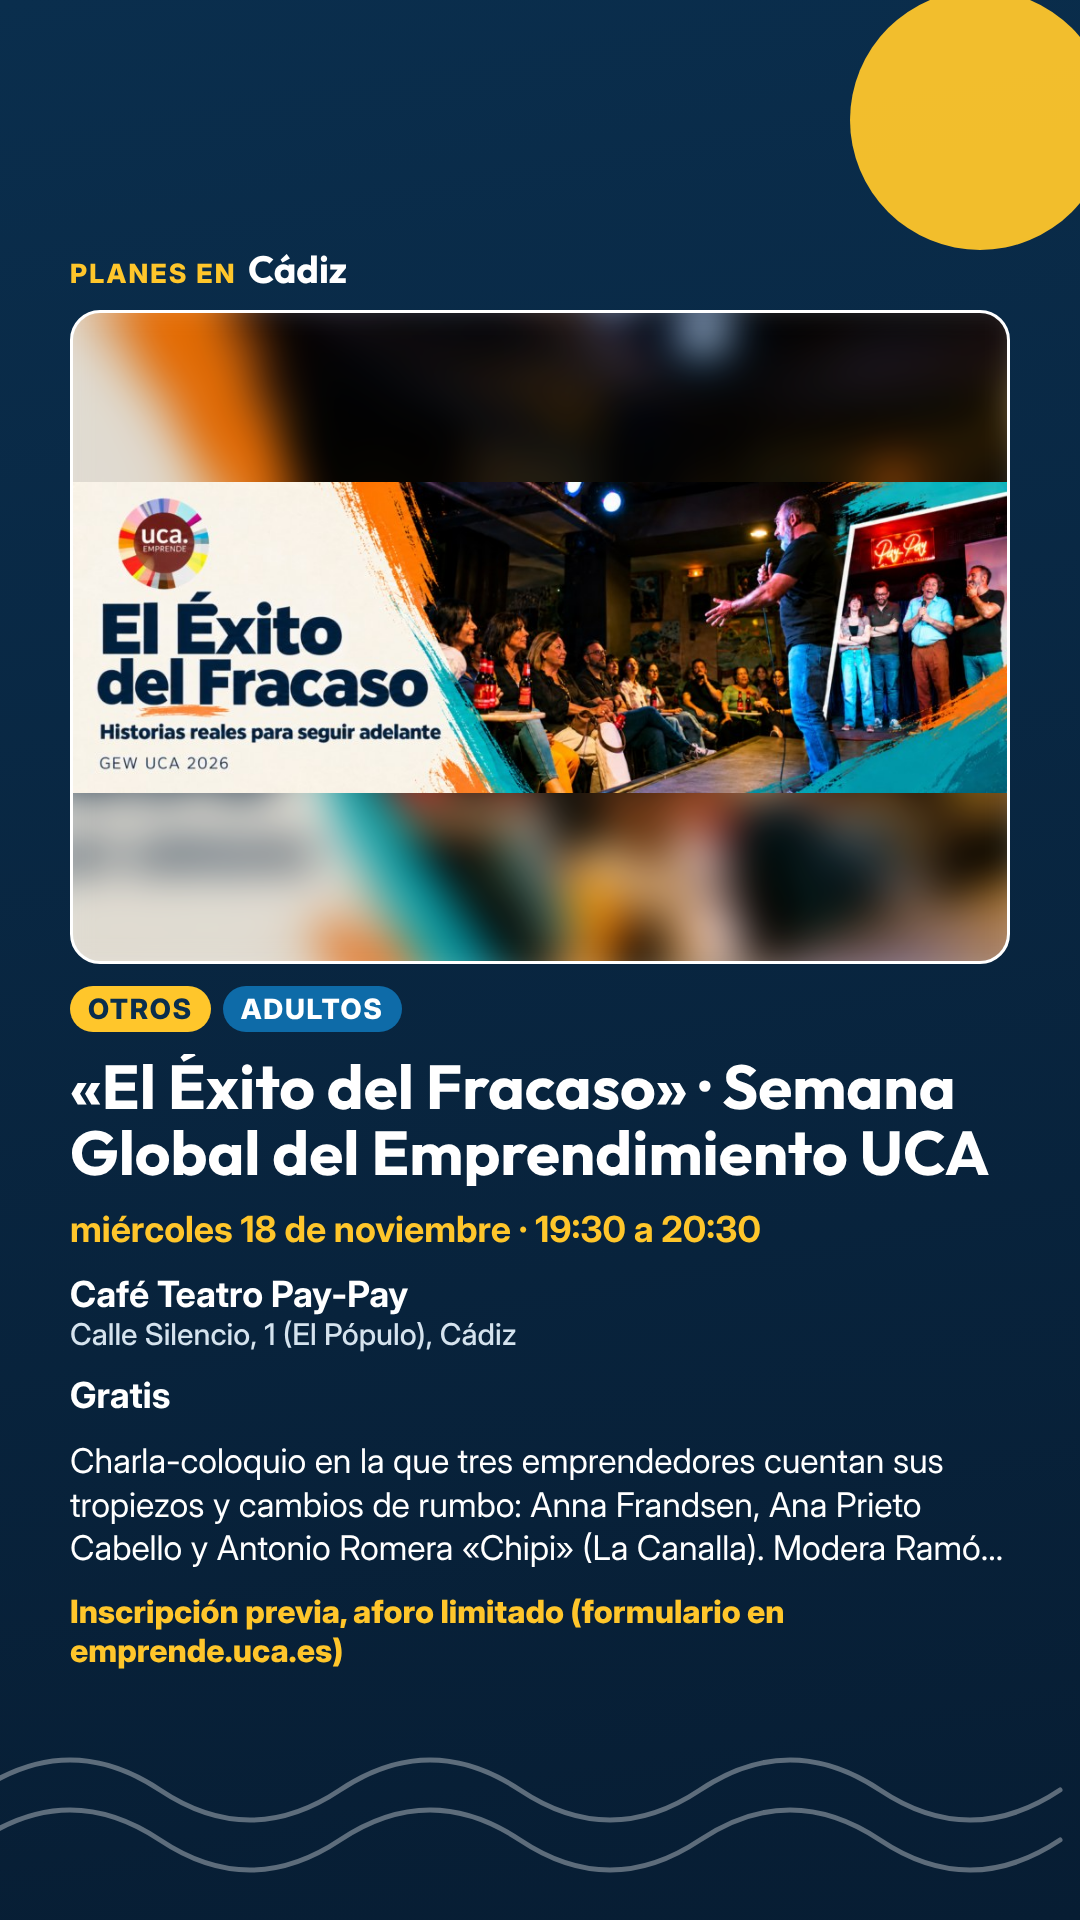 PLANES EN Cádiz
uca.
EMPRENDE
El Éxito
del Fracaso
Historias reales para seguir adelante
GEW UCA 2026
Pay-Pay
OTROS
ADULTOS
«El Éxito del Fracaso» · Semana
Global del Emprendimiento UCA
miércoles 18 de noviembre · 19:30 a 20:30
Café Teatro Pay-Pay
Calle Silencio, 1 (El Pópulo), Cádiz
Gratis
Charla-coloquio en la que tres emprendedores cuentan sus
tropiezos y cambios de rumbo: Anna Frandsen, Ana Prieto
Cabello y Antonio Romera «Chipi» (La Canalla). Modera Ramó...
Inscripción previa, aforo limitado (formulario en
emprende.uca.es)